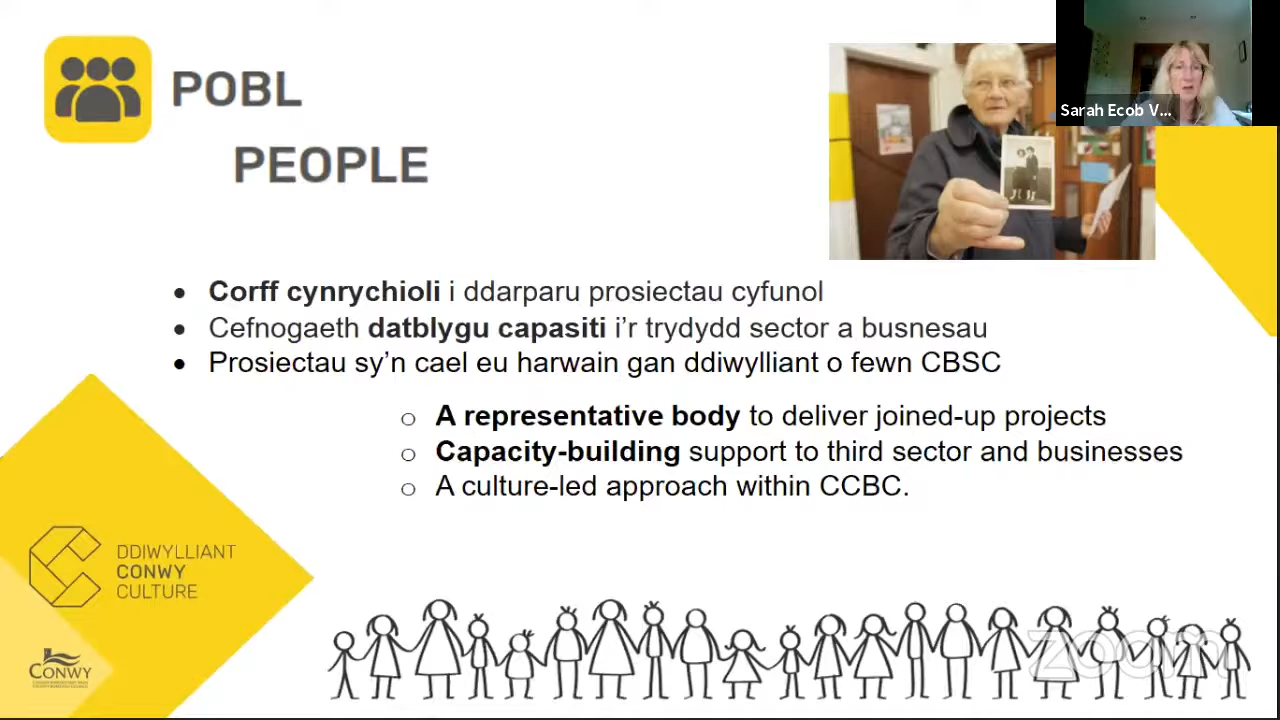 POBL
PEOPLE
Sarah Ecob V...
• Corff cynrychioli i ddarparu prosiectau cyfunol
• Cefnogaeth datblygu capasiti i’r trydydd sector a busnesau
• Prosiectau sy’n cael eu harwain gan ddiwylliant o fewn CBSC
○ A representative body to deliver joined-up projects
○ Capacity-building support to third sector and businesses
○ A culture-led approach within CCBC.
DDIWYLLIANT
CONWY
CULTURE
CONWY
zoom